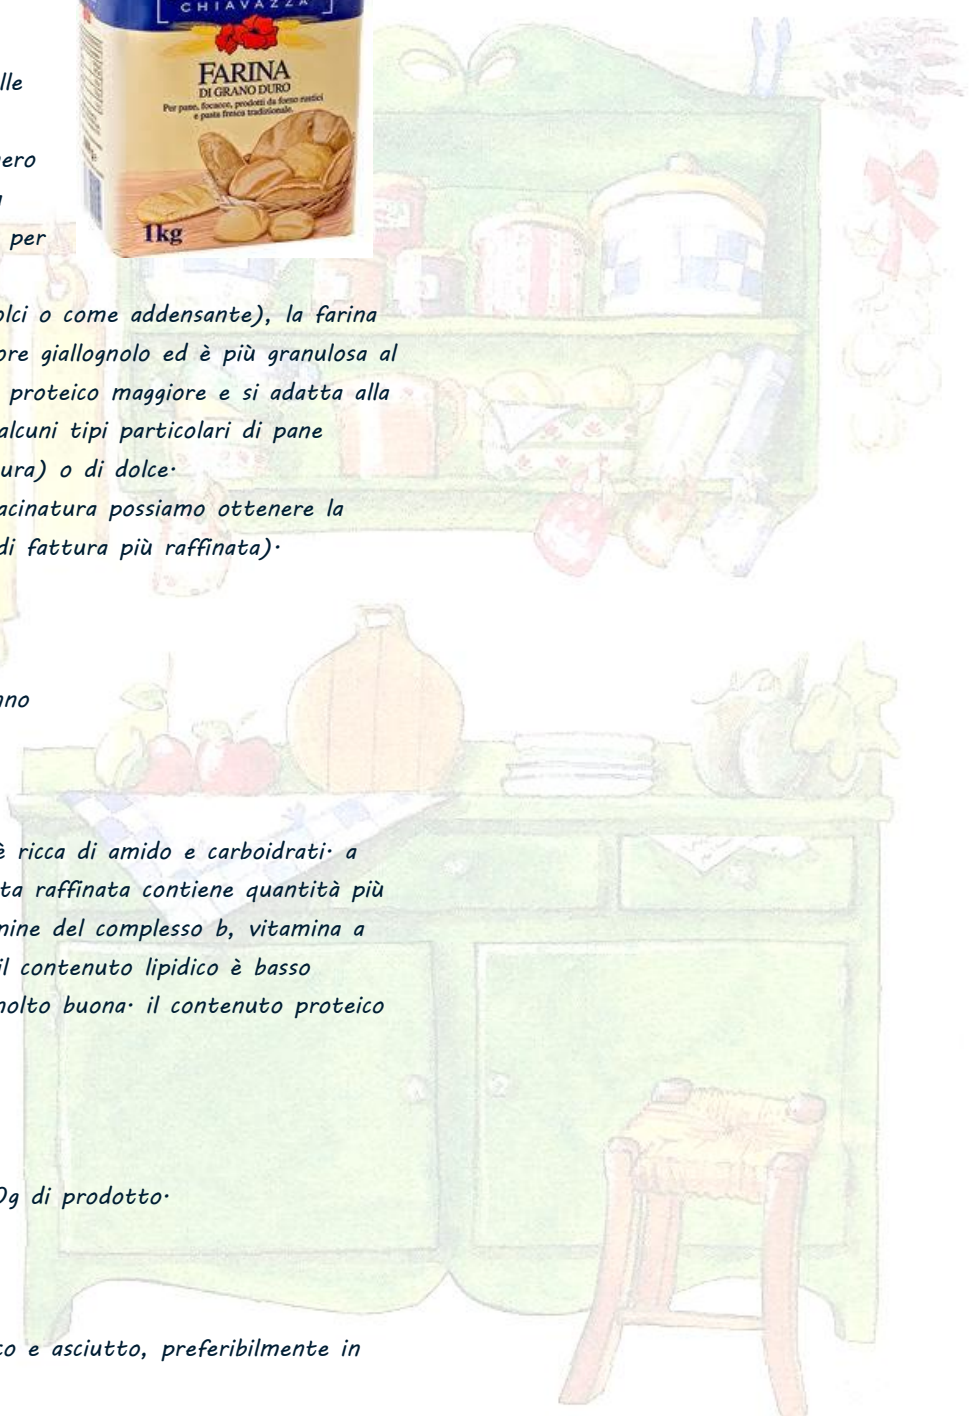 CHIAVAZZA
FARINA
DI GRANO DURO
Per pane, focacce, prodotti da forno rustici
e pasta fresca tradizionale.
1kg
lle
ero
per
olci o come addensante), la farina
ore giallognolo ed è più granulosa al
proteico maggiore e si adatta alla
alcuni tipi particolari di pane
ura) o di dolce·
acinatura possiamo ottenere la
di fattura più raffinata)·
nno
è ricca di amido e carboidrati· a
ta raffinata contiene quantità più
mine del complesso b, vitamina a
il contenuto lipidico è basso
molto buona· il contenuto proteico
0g di prodotto·
co e asciutto, preferibilmente in